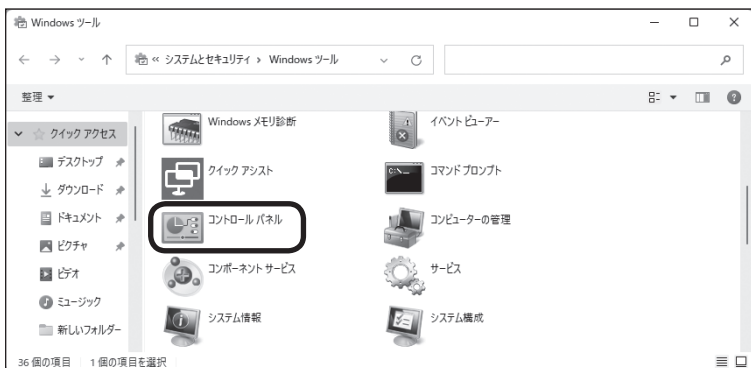 Windows ツール
« システムとセキュリティ › Windows ツール
整理
クイック アクセス
デスクトップ
ダウンロード
ドキュメント
ピクチャ
ビデオ
ミュージック
新しいフォルダー
Windows メモリ診断
イベント ビューアー
クイック アシスト
コマンド プロンプト
コントロール パネル
コンピューターの管理
コンポーネント サービス
サービス
システム情報
システム構成
36 個の項目
1 個の項目を選択